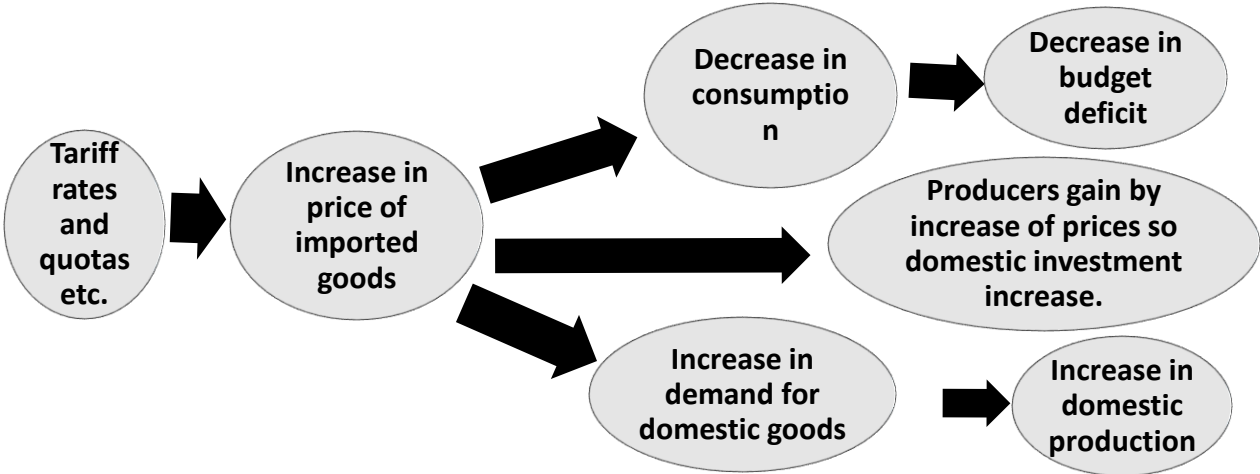 Tariff
rates
and
quotas
etc.
Increase in
price of
imported
goods
Decrease in
consumptio
n
Decrease in
budget
deficit
Producers gain by
increase of prices so
domestic investment
increase.
Increase in
demand for
domestic goods
Increase in
domestic
production